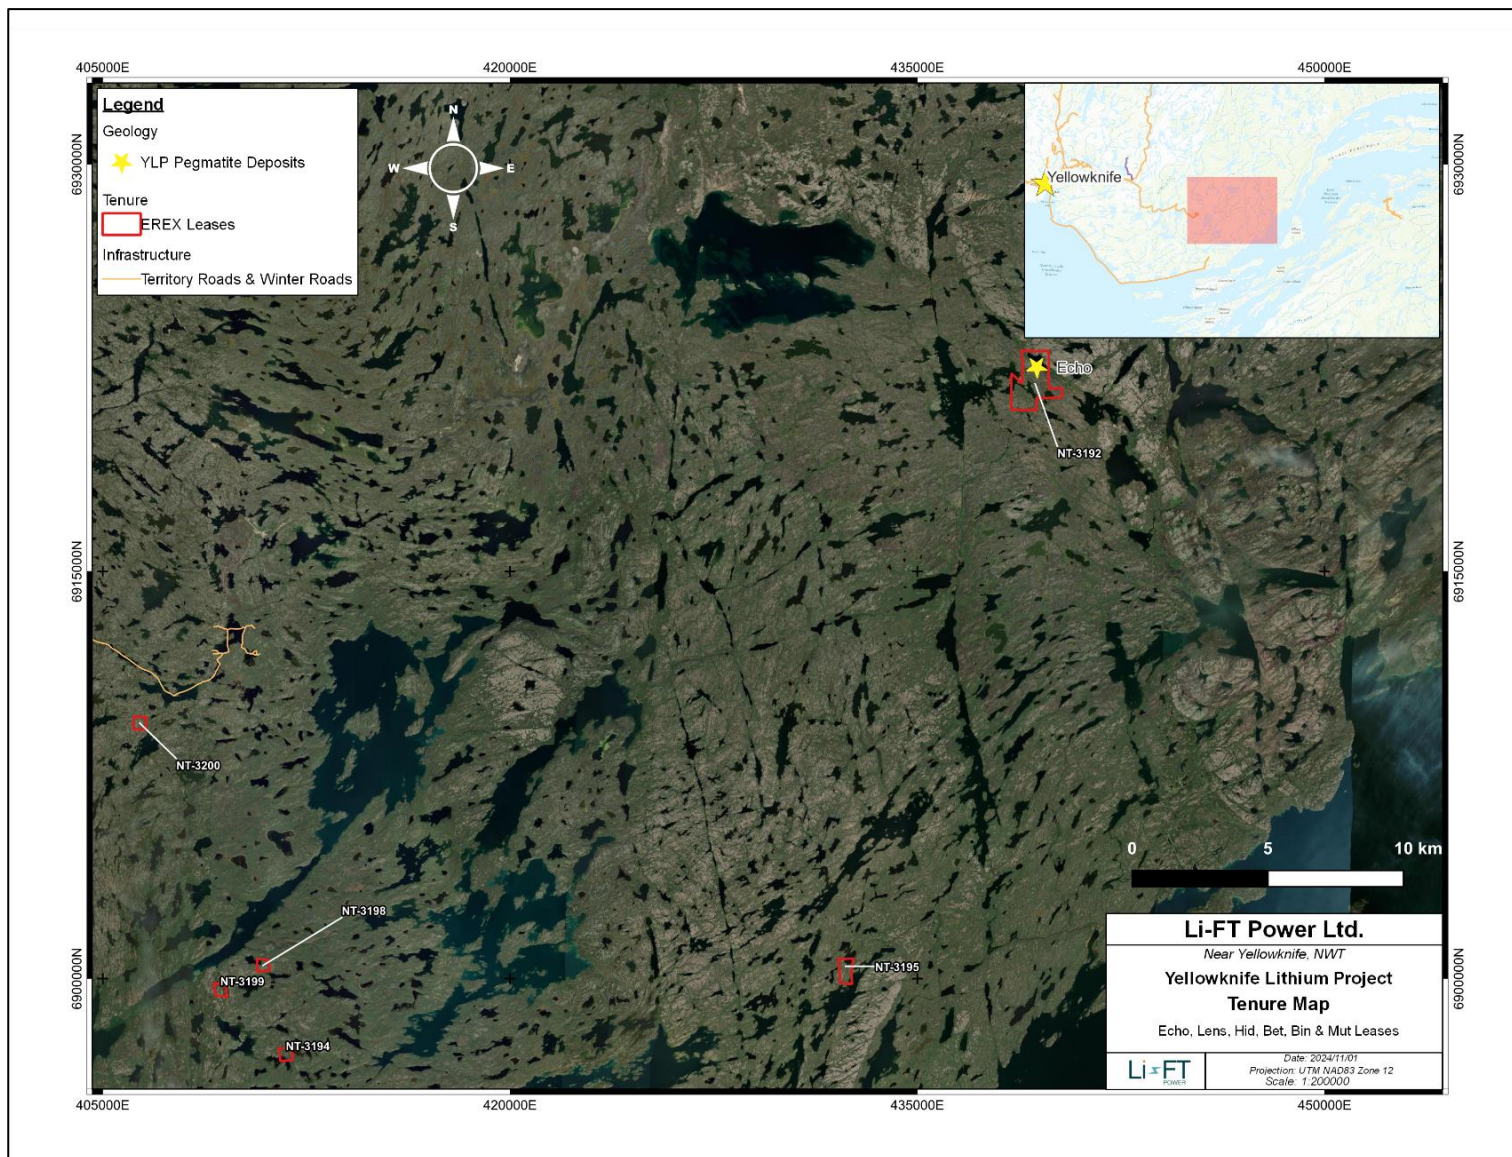 405000E
420000E
435000E
450000E
Legend
Geology
YLP Pegmatite Deposits
Tenure
EREX Leases
Infrastructure
Territory Roads & Winter Roads
N
W
E
S
Yellowknife
6930000N
6930000N
Echo
NT-3192
6915000N
6915000N
NT-3200
0
5
10 km
NT-3198
NT-3199
NT-3195
NT-3194
6900000N
6900000N
Li-FT Power Ltd.
Near Yellowknife, NWT
Yellowknife Lithium Project
Tenure Map
Echo, Lens, Hid, Bet, Bin & Mut Leases
Li-FT
POWER
Date: 2024/11/01
Projection: UTM NAD83 Zone 12
Scale: 1:200000
405000E
420000E
435000E
450000E